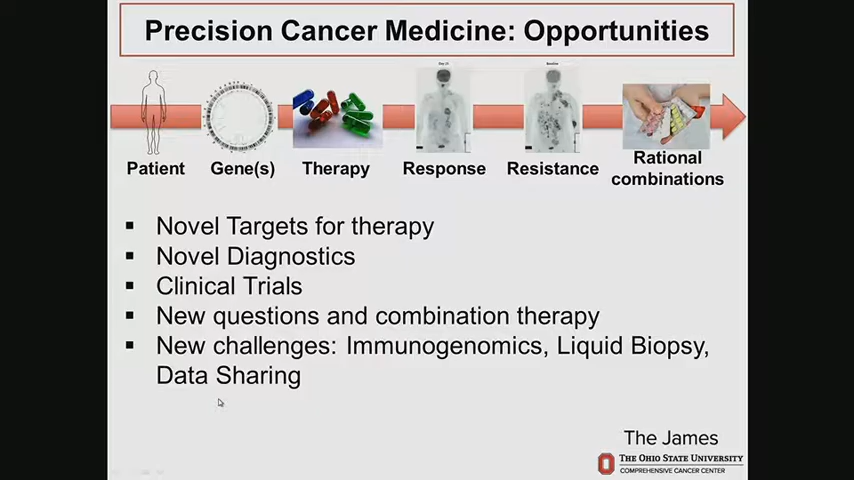 Precision Cancer Medicine: Opportunities
Patient
Gene(s)
Therapy
Response
Resistance
Rational
combinations
▪ Novel Targets for therapy
▪ Novel Diagnostics
▪ Clinical Trials
▪ New questions and combination therapy
▪ New challenges: Immunogenomics, Liquid Biopsy,
Data Sharing
The James
THE OHIO STATE UNIVERSITY
COMPREHENSIVE CANCER CENTER